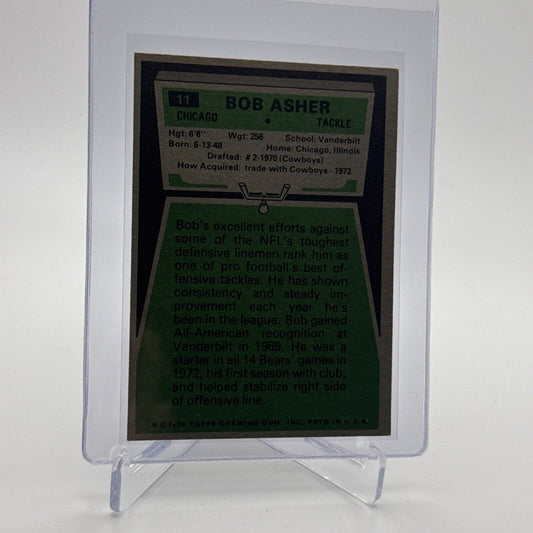 11
BOB ASHER
CHICAGO • TACKLE
Hgt: 6'6" Wgt: 256 School: Vanderbilt
Born: 6-13-48 Home: Chicago, Illinois
Drafted: #2-1970 (Cowboys)
How Acquired: trade with Cowboys - 1972
Bob's excellent efforts against
some of the NFL's toughest
defensive linemen rank him as
one of pro football's best of-
fensive tackles. He has shown
consistency and steady im-
provement each year he's
been in the league. Bob gained
All-American recognition at
Vanderbilt in 1969. He was a
starter in all 14 Bears' games in
1972, his first season with club,
and helped stabilize right side
of offensive line.
© 1975 TOPPS CHEWING GUM, INC. PRTD IN U.S.A.